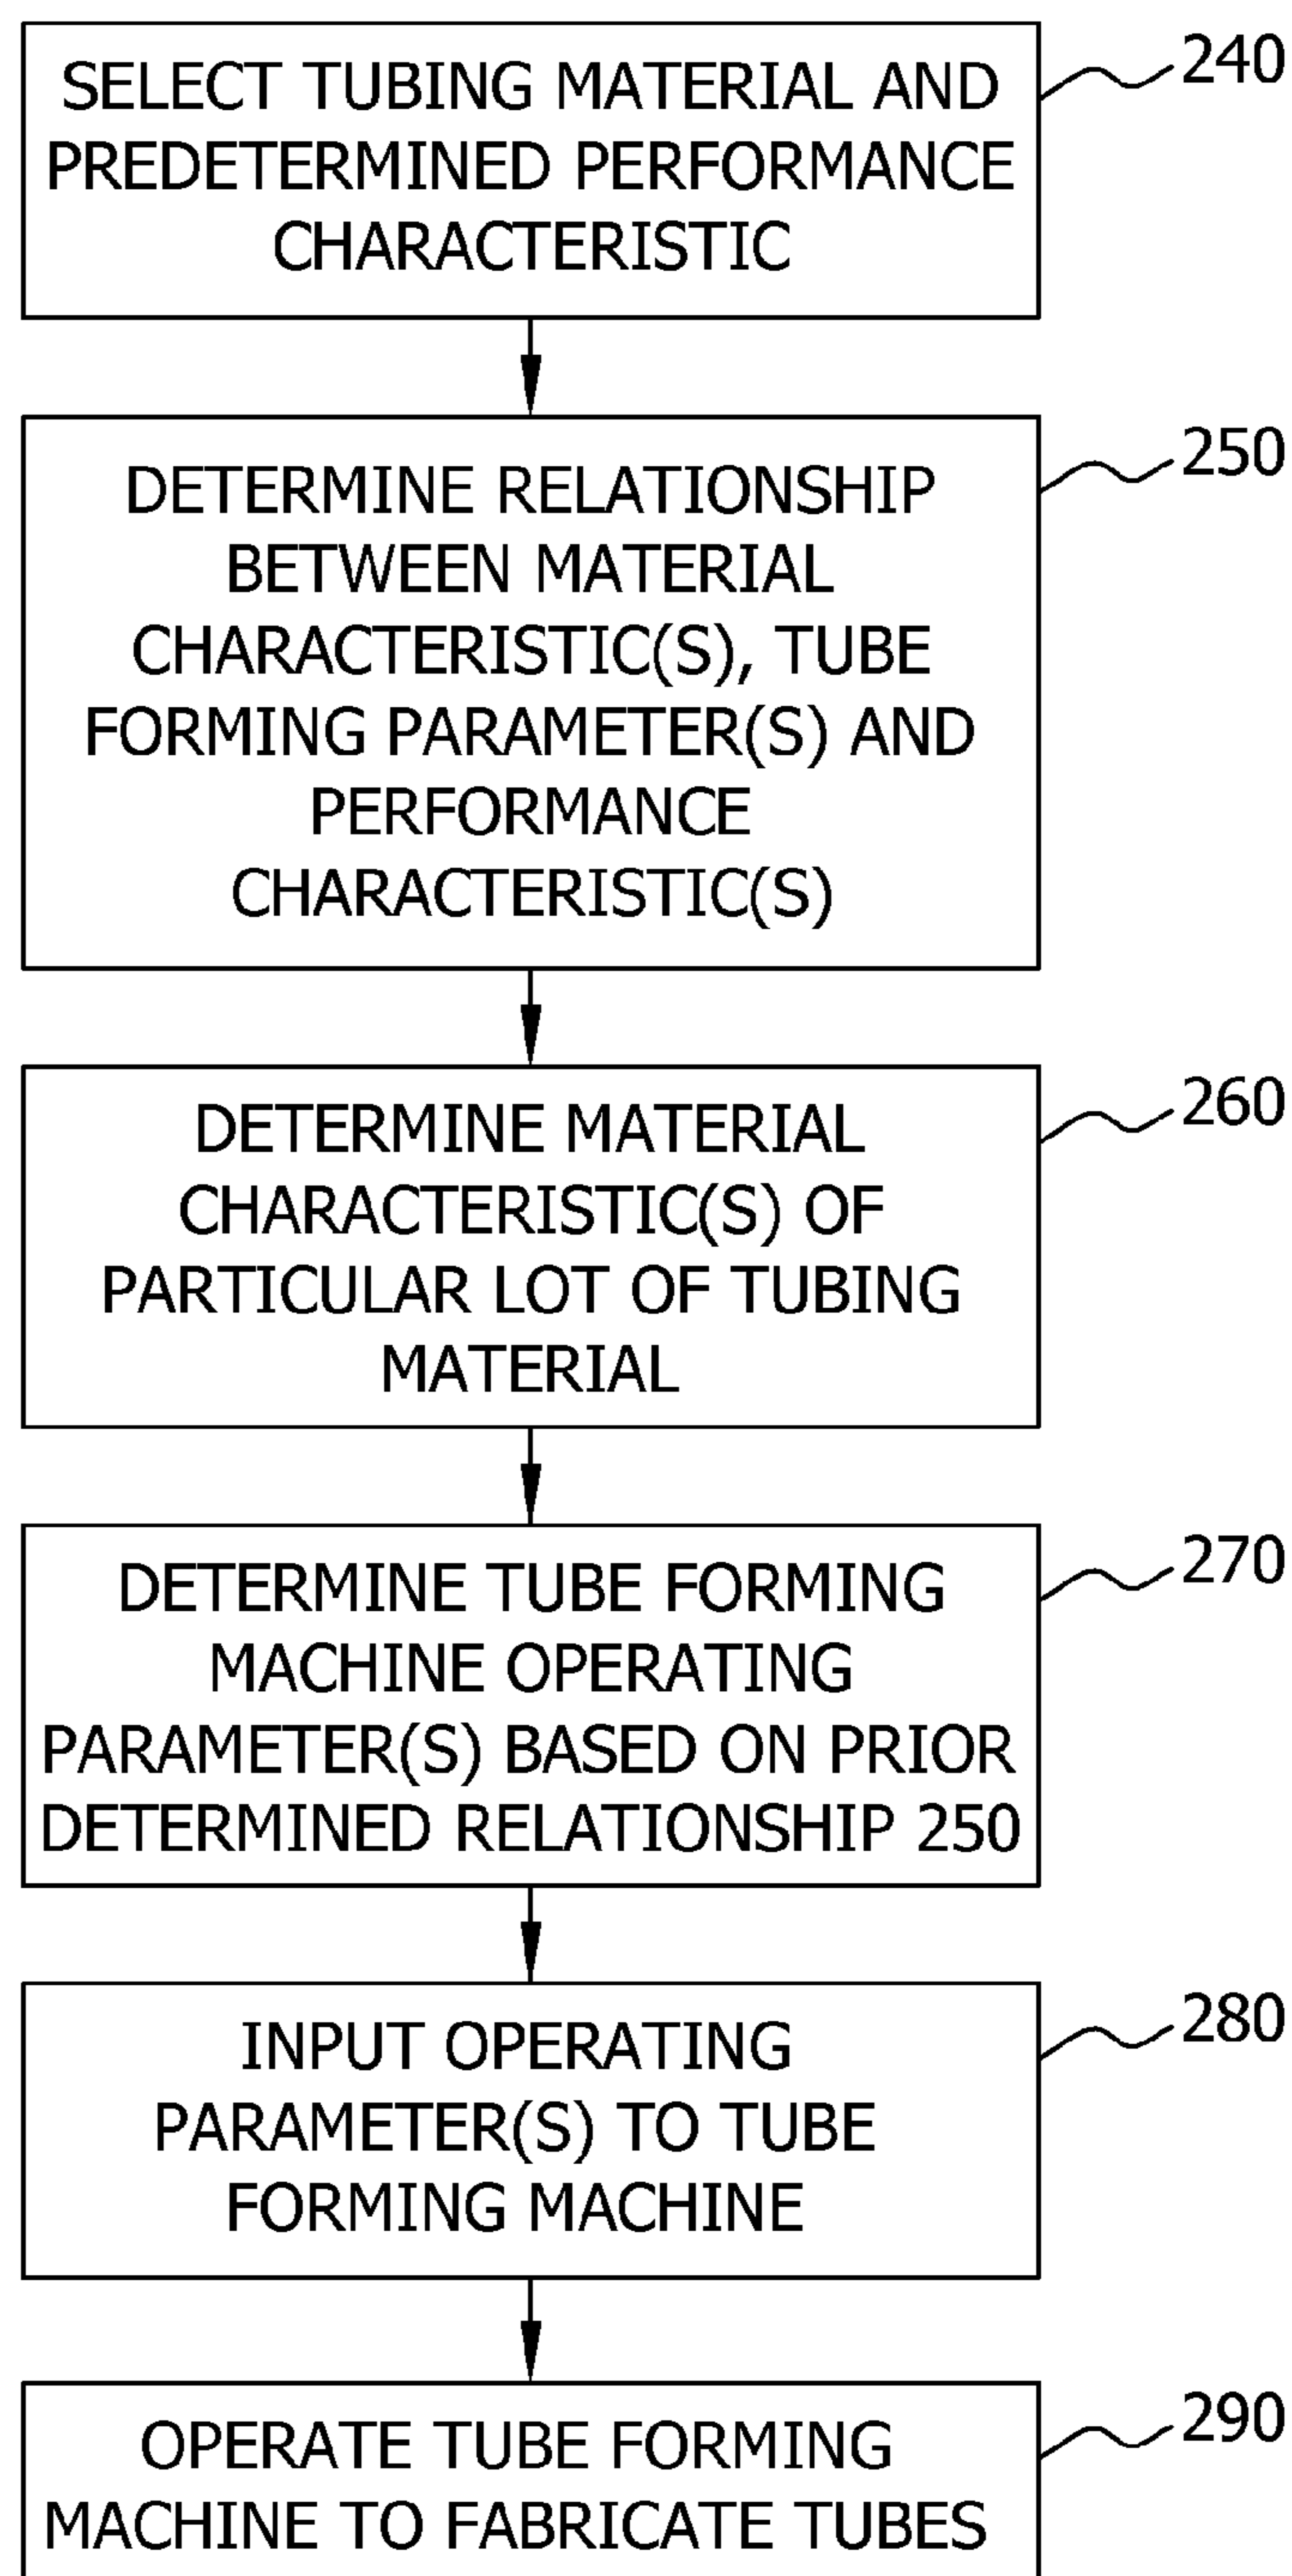 SELECT TUBING MATERIAL AND
PREDETERMINED PERFORMANCE
CHARACTERISTIC
240
DETERMINE RELATIONSHIP
BETWEEN MATERIAL
CHARACTERISTIC(S), TUBE
FORMING PARAMETER(S) AND
PERFORMANCE
CHARACTERISTIC(S)
250
DETERMINE MATERIAL
CHARACTERISTIC(S) OF
PARTICULAR LOT OF TUBING
MATERIAL
260
DETERMINE TUBE FORMING
MACHINE OPERATING
PARAMETER(S) BASED ON PRIOR
DETERMINED RELATIONSHIP 250
270
INPUT OPERATING
PARAMETER(S) TO TUBE
FORMING MACHINE
280
OPERATE TUBE FORMING
MACHINE TO FABRICATE TUBES
290